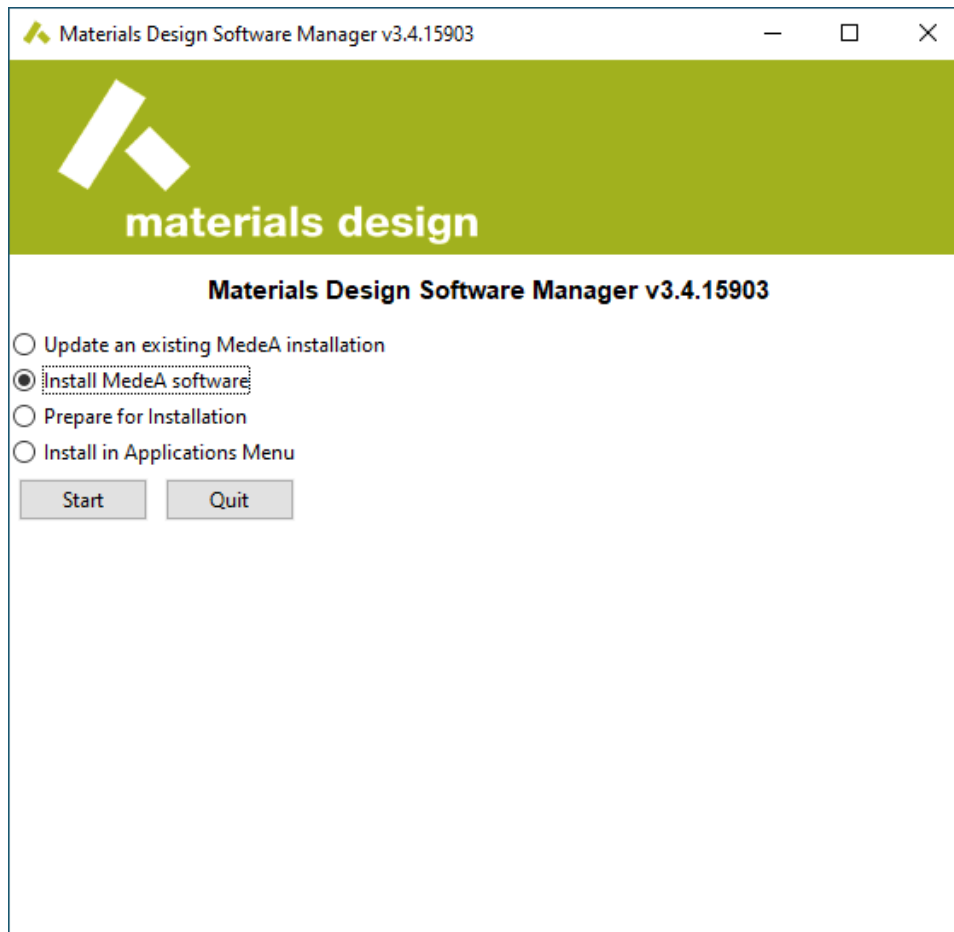 Materials Design Software Manager v3.4.15903
materials design
Materials Design Software Manager v3.4.15903
Update an existing MedeA installation
Install MedeA software
Prepare for Installation
Install in Applications Menu
Start Quit